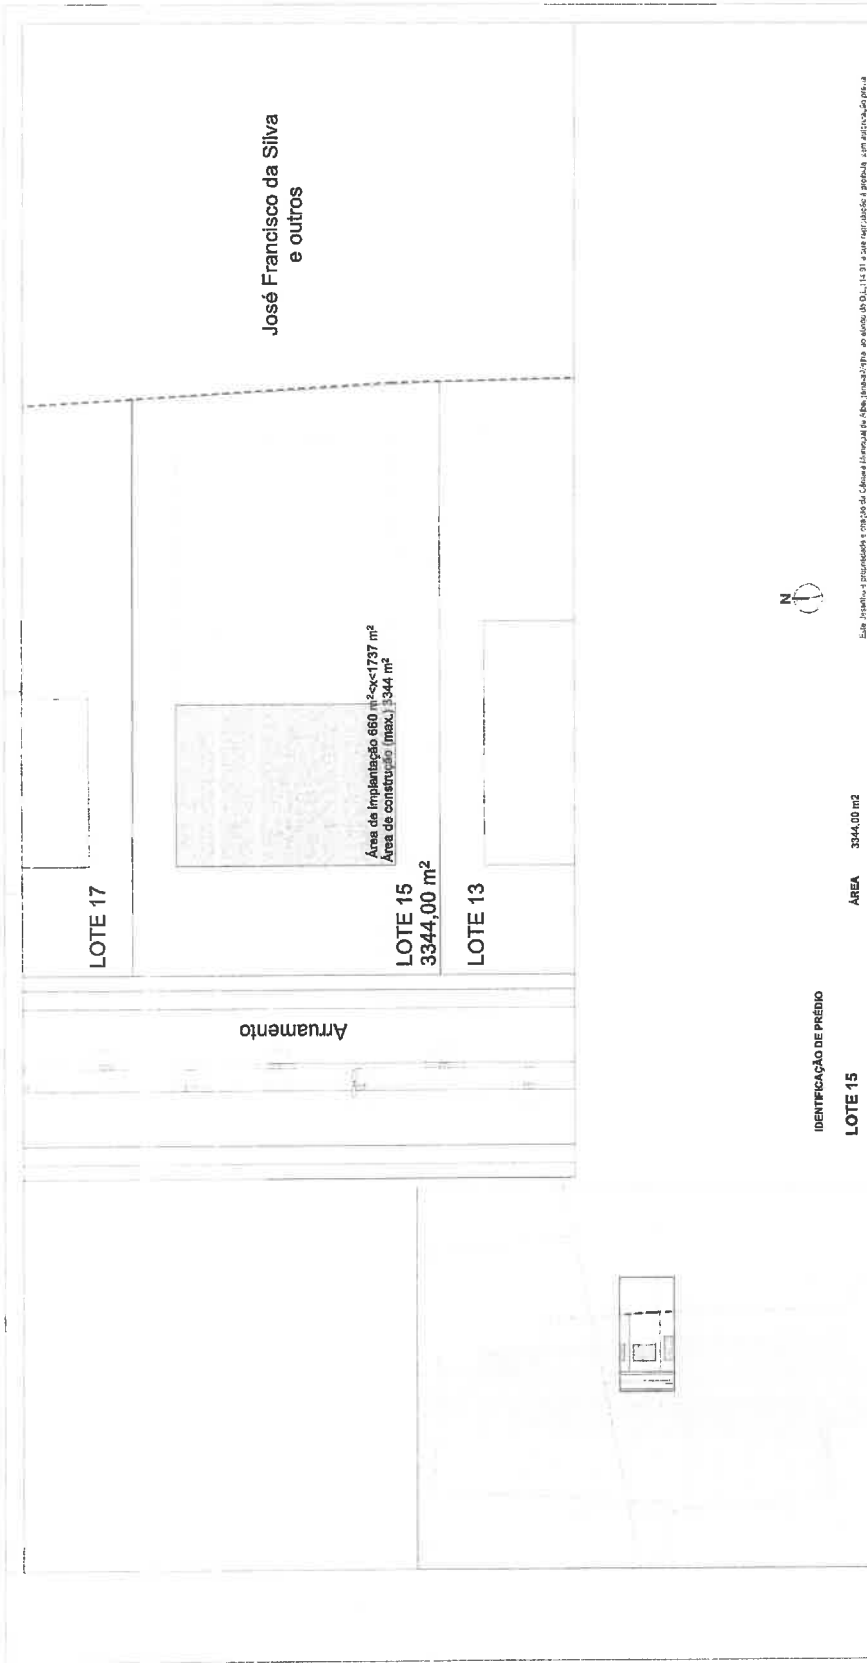 José Francisco da Silva
e outros
LOTE 17
Área de Implantação 660 m²<x<1737 m²
Área de construção (max.) 3344 m²
LOTE 15
3344,00 m²
LOTE 13
Arruamento
N
IDENTIFICAÇÃO DE PRÉDIO
LOTE 15
ÁREA 3344,00 m2